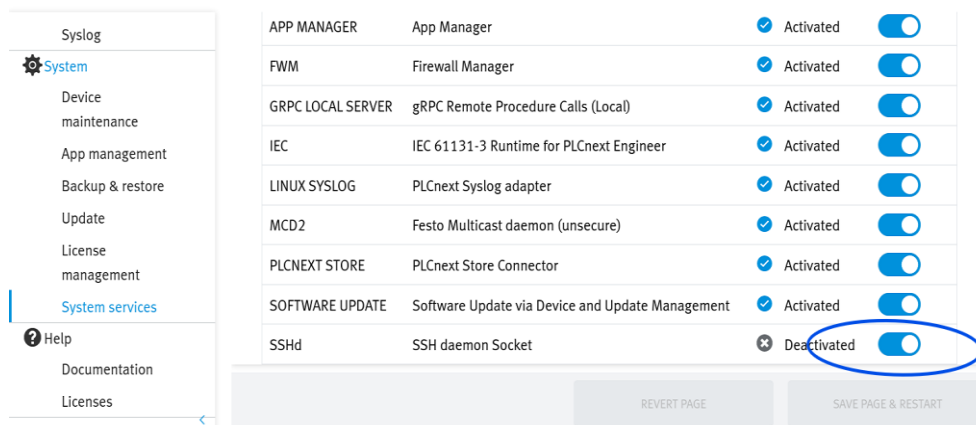 Syslog
System
Device
maintenance
App management
Backup & restore
Update
License
management
System services
Help
Documentation
Licenses
APP MANAGER App Manager Activated
FWM Firewall Manager Activated
GRPC LOCAL SERVER gRPC Remote Procedure Calls (Local) Activated
IEC IEC 61131-3 Runtime for PLCnext Engineer Activated
LINUX SYSLOG PLCnext Syslog adapter Activated
MCD2 Festo Multicast daemon (unsecure) Activated
PLCNEXT STORE PLCnext Store Connector Activated
SOFTWARE UPDATE Software Update via Device and Update Management Activated
SSHd SSH daemon Socket Deactivated
REVERT PAGE SAVE PAGE & RESTART